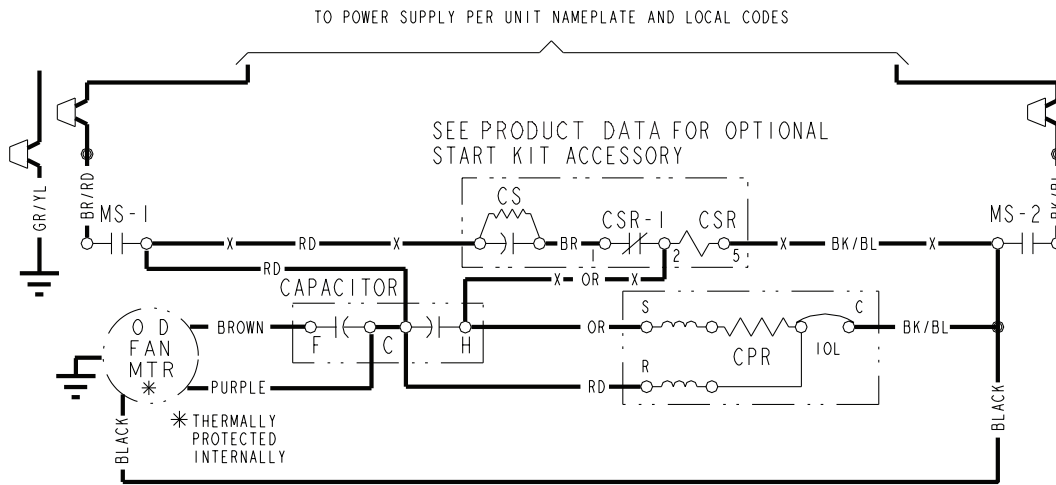 TO POWER SUPPLY PER UNIT NAMEPLATE AND LOCAL CODES
SEE PRODUCT DATA FOR OPTIONAL
START KIT ACCESSORY
GR/YL
BR/RD
BK/BL
MS-1
CS
CSR-1
CSR
MS-2
X
RD
X
BR
1
2
5
X
BK/BL
X
RD
X
OR
X
CAPACITOR
O D
FAN
MTR
*
BROWN
F
C
H
OR
S
CPR
IOL
C
BK/BL
R
PURPLE
RD
* THERMALLY
PROTECTED
INTERNALLY
BLACK
BLACK